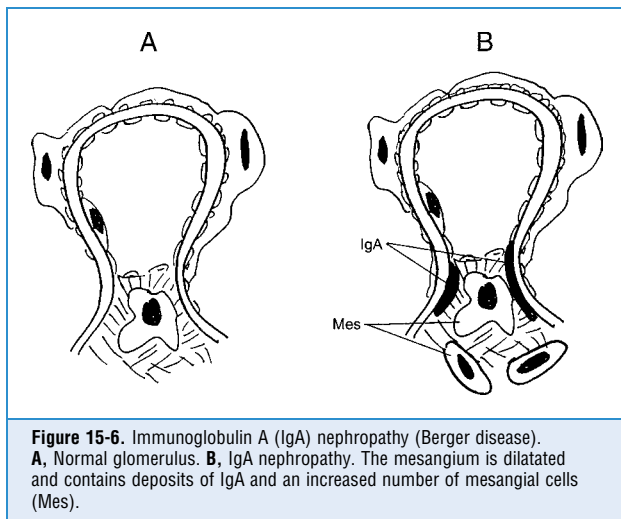 A
B
IgA
Mes
Figure 15-6. Immunoglobulin A (IgA) nephropathy (Berger disease).
A, Normal glomerulus. B, IgA nephropathy. The mesangium is dilatated
and contains deposits of IgA and an increased number of mesangial cells
(Mes).